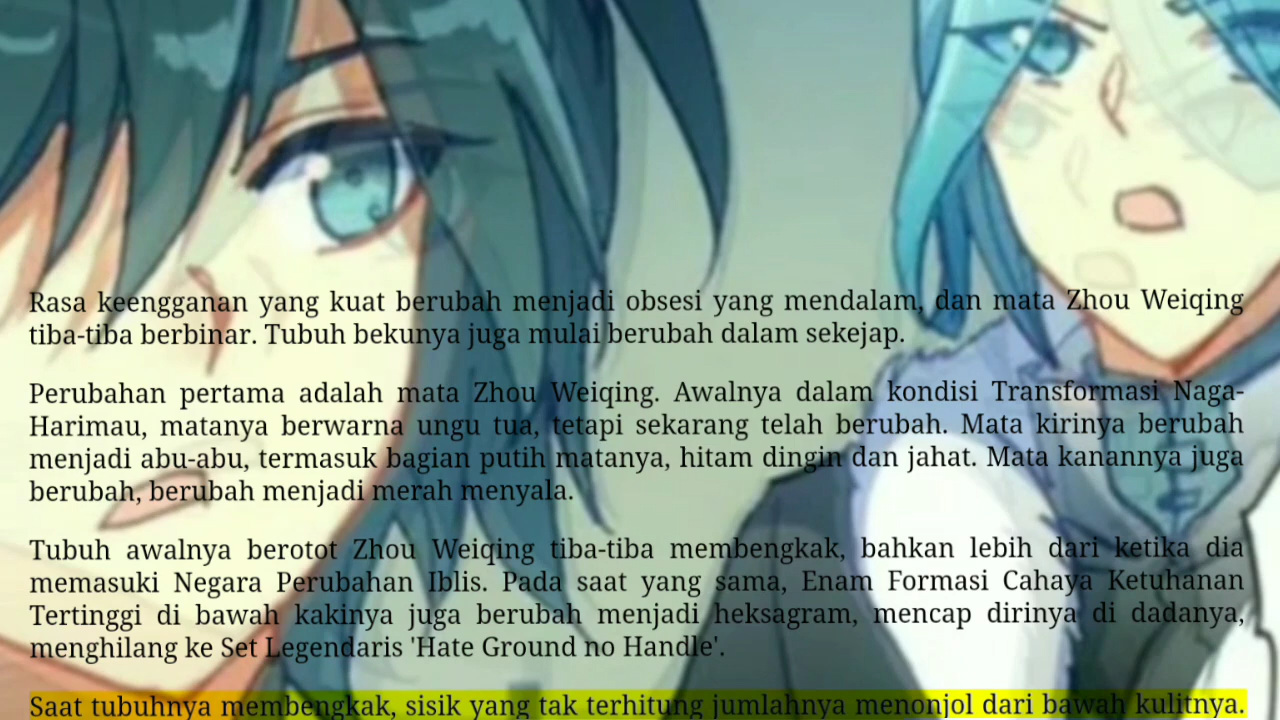 Rasa keengganan yang kuat berubah menjadi obsesi yang mendalam, dan mata Zhou Weiqing
tiba-tiba berbinar. Tubuh bekunya juga mulai berubah dalam sekejap.
Perubahan pertama adalah mata Zhou Weiqing. Awalnya dalam kondisi Transformasi Naga-
Harimau, matanya berwarna ungu tua, tetapi sekarang telah berubah. Mata kirinya berubah
menjadi abu-abu, termasuk bagian putih matanya, hitam dingin dan jahat. Mata kanannya juga
berubah, berubah menjadi merah menyala.
Tubuh awalnya berotot Zhou Weiqing tiba-tiba membengkak, bahkan lebih dari ketika dia
memasuki Negara Perubahan Iblis. Pada saat yang sama, Enam Formasi Cahaya Ketuhanan
Tertinggi di bawah kakinya juga berubah menjadi heksagram, mencap dirinya di dadanya,
menghilang ke Set Legendaris 'Hate Ground no Handle'.
Saat tubuhnya membengkak, sisik yang tak terhitung jumlahnya menonjol dari bawah kulitnya.